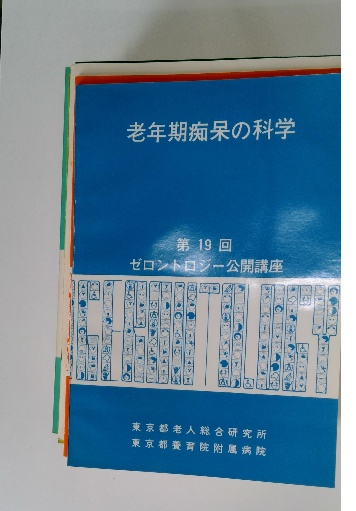 老年期痴呆の科学
第19回
ゼロントロジー公開講座
東京都老人総合研究所
東京都養育院附属病院